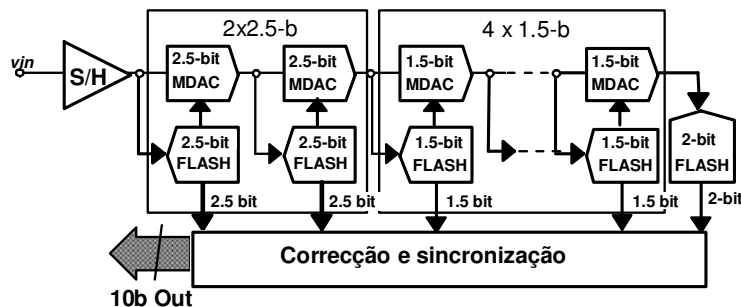 2x2.5-b
4 x 1.5-b
vin
S/H
2.5-bit
MDAC
2.5-bit
MDAC
1.5-bit
MDAC
1.5-bit
MDAC
2.5-bit
FLASH
2.5-bit
FLASH
1.5-bit
FLASH
1.5-bit
FLASH
2-bit
FLASH
2.5 bit
2.5 bit
1.5 bit
1.5 bit
2-bit
Correcção e sincronização
10b Out